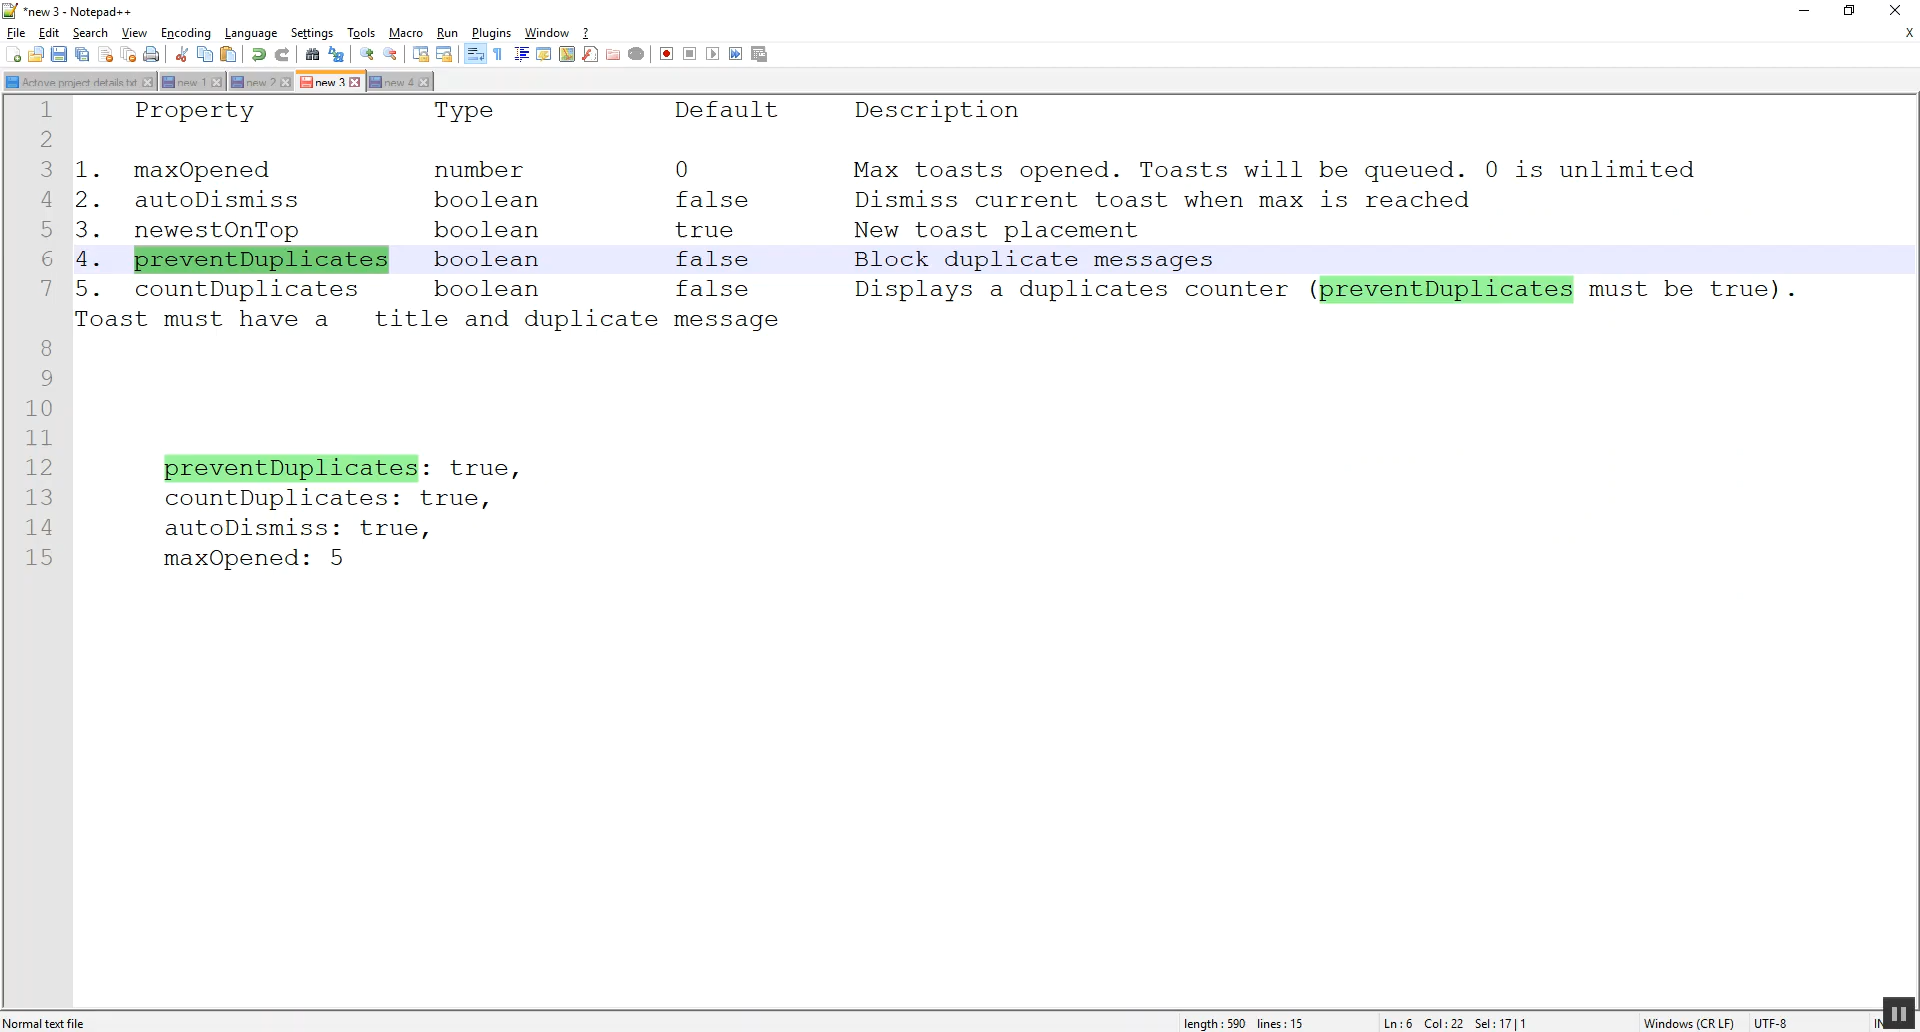 *new 3 - Notepad++
File Edit Search View Encoding Language Settings Tools Macro Run Plugins Window ? X
Actove project details.txt new 1 new 2 new 3 new 4
1 Property Type Default Description
2
3 1. maxOpened number 0 Max toasts opened. Toasts will be queued. 0 is unlimited
4 2. autoDismiss boolean false Dismiss current toast when max is reached
5 3. newestOnTop boolean true New toast placement
6 4. preventDuplicates boolean false Block duplicate messages
7 5. countDuplicates boolean false Displays a duplicates counter (preventDuplicates must be true).
Toast must have a title and duplicate message
8
9
10
11
12 preventDuplicates: true,
13 countDuplicates: true,
14 autoDismiss: true,
15 maxOpened: 5
Normal text file length : 590 lines : 15 Ln : 6 Col : 22 Sel : 17 | 1 Windows (CR LF) UTF-8